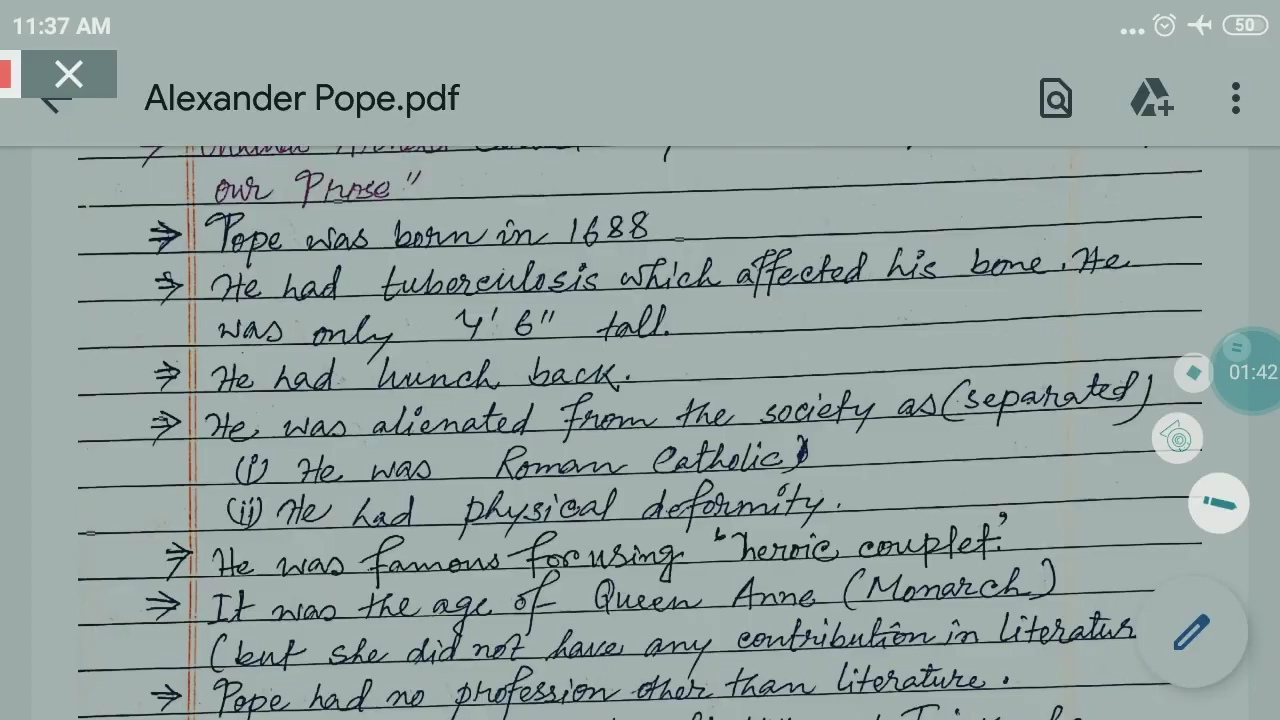 11:37 AM
50
Alexander Pope.pdf
our Prose"
⇒ Pope was born in 1688
⇒ He had tuberculosis which affected his bone. He
was only 4' 6" tall.
⇒ He had hunch back.
⇒ He was alienated from the society as (separated)
(i) He was Roman Catholic
(ii) He had physical deformity.
⇒ He was famous for using "heroic couplet."
⇒ It was the age of Queen Anne (Monarch)
(but she did not have any contribution in literatur
⇒ Pope had no profession other than literature.
01:42